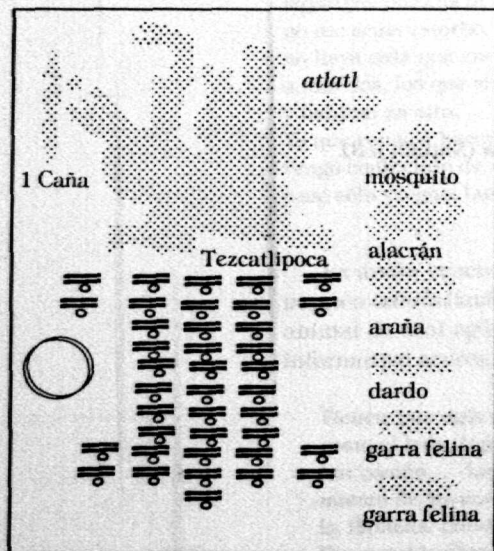 atlatl
1 Caña
mosquito
Tezcatlipoca
alacrán
araña
dardo
garra felina
garra felina